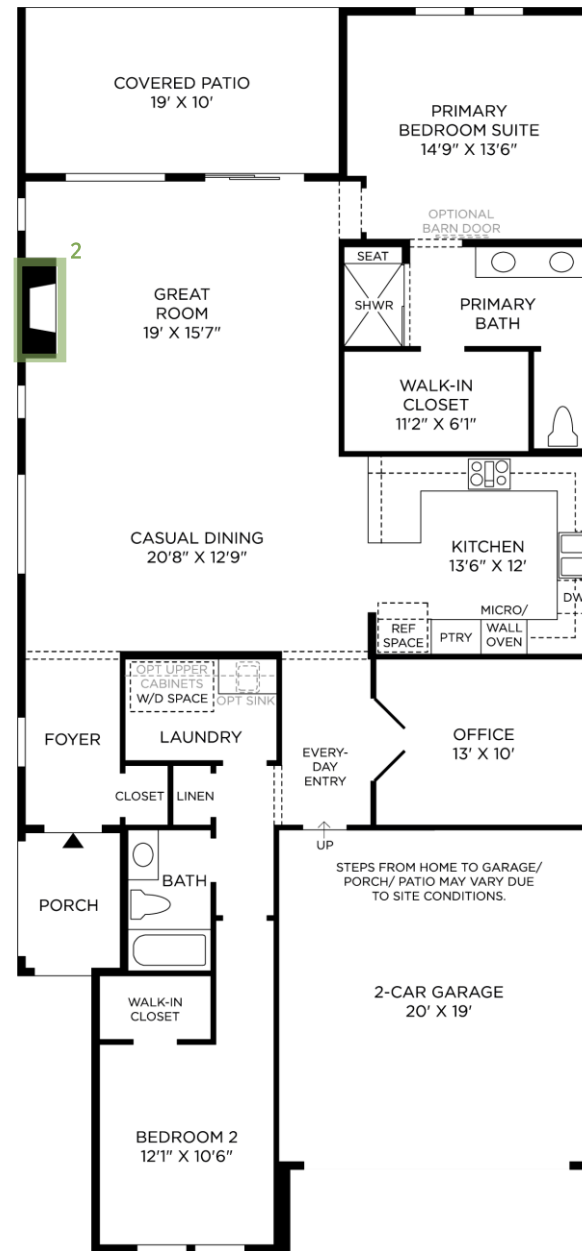 COVERED PATIO
19' X 10'
PRIMARY
BEDROOM SUITE
14'9" X 13'6"
OPTIONAL
BARN DOOR
2
SEAT
SHWR
GREAT
ROOM
19' X 15'7"
PRIMARY
BATH
WALK-IN
CLOSET
11'2" X 6'1"
CASUAL DINING
20'8" X 12'9"
KITCHEN
13'6" X 12'
DW
MICRO/
WALL
OVEN
REF
SPACE
PTRY
OPT UPPER
CABINETS
W/D SPACE
OPT SINK
LAUNDRY
FOYER
EVERY-
DAY
ENTRY
OFFICE
13' X 10'
CLOSET
LINEN
UP
BATH
PORCH
STEPS FROM HOME TO GARAGE/
PORCH/ PATIO MAY VARY DUE
TO SITE CONDITIONS.
2-CAR GARAGE
20' X 19'
WALK-IN
CLOSET
BEDROOM 2
12'1" X 10'6"